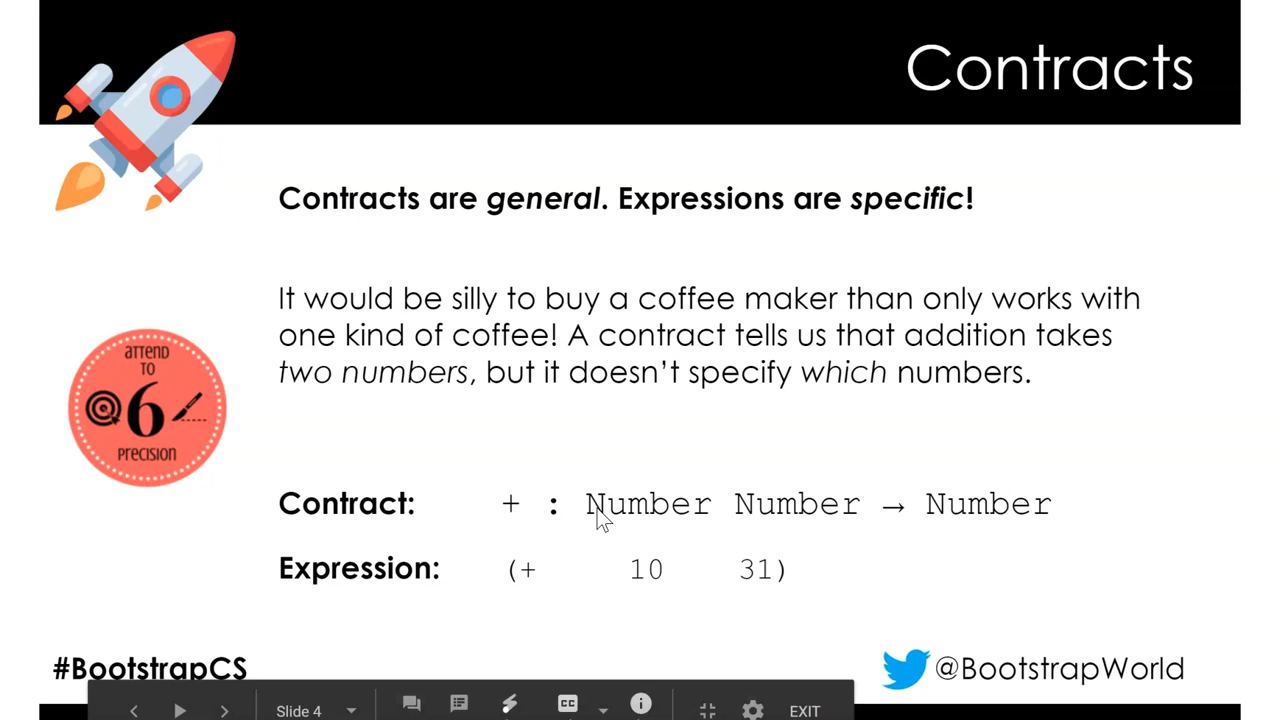 Contracts
Contracts are general. Expressions are specific!
It would be silly to buy a coffee maker than only works with
one kind of coffee! A contract tells us that addition takes
two numbers, but it doesn't specify which numbers.
ATTEND
TO
6
PRECISION
Contract: + : Number Number → Number
Expression: (+ 10 31)
#BootstrapCS
@BootstrapWorld
Slide 4
CC
EXIT